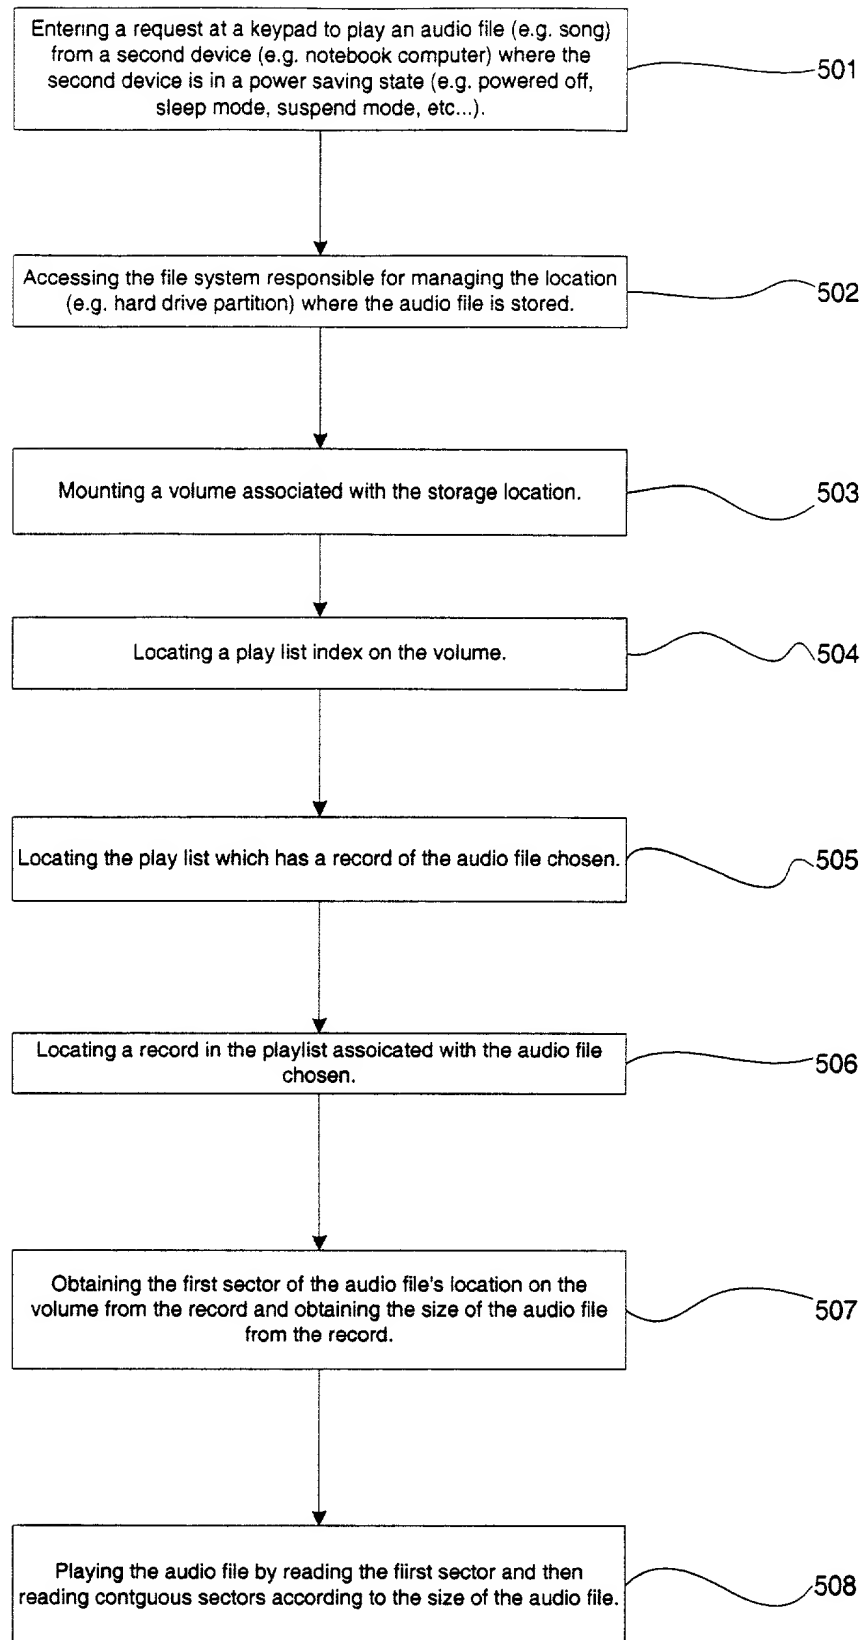 Entering a request at a keypad to play an audio file (e.g. song)
from a second device (e.g. notebook computer) where the
second device is in a power saving state (e.g. powered off,
sleep mode, suspend mode, etc...).
501
Accessing the file system responsible for managing the location
(e.g. hard drive partition) where the audio file is stored.
502
Mounting a volume associated with the storage location.
503
Locating a play list index on the volume.
504
Locating the play list which has a record of the audio file chosen.
505
Locating a record in the playlist assoicated with the audio file
chosen.
506
Obtaining the first sector of the audio file's location on the
volume from the record and obtaining the size of the audio file
from the record.
507
Playing the audio file by reading the fiirst sector and then
reading contguous sectors according to the size of the audio file.
508